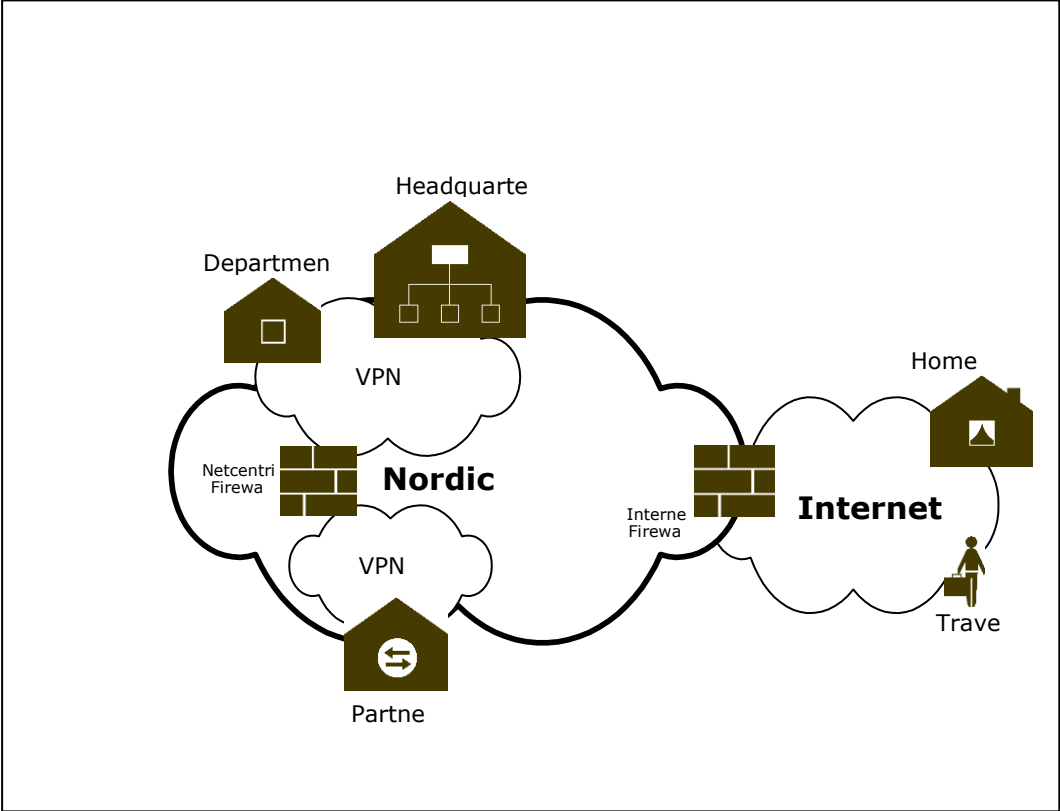 Headquarte
Departmen
VPN
Home
Netcentri
Firewa
Nordic
Internet
Interne
Firewa
VPN
Trave
Partne